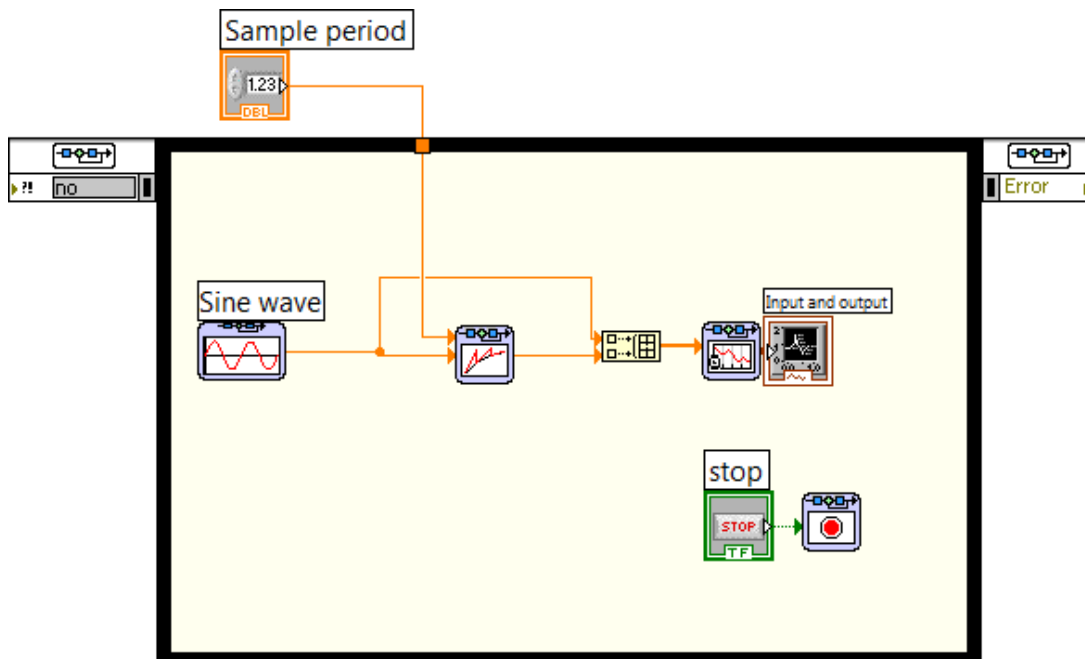 Sample period
1.23
DBL
?! no
Error
Sine wave
Input and output
stop
STOP
TF